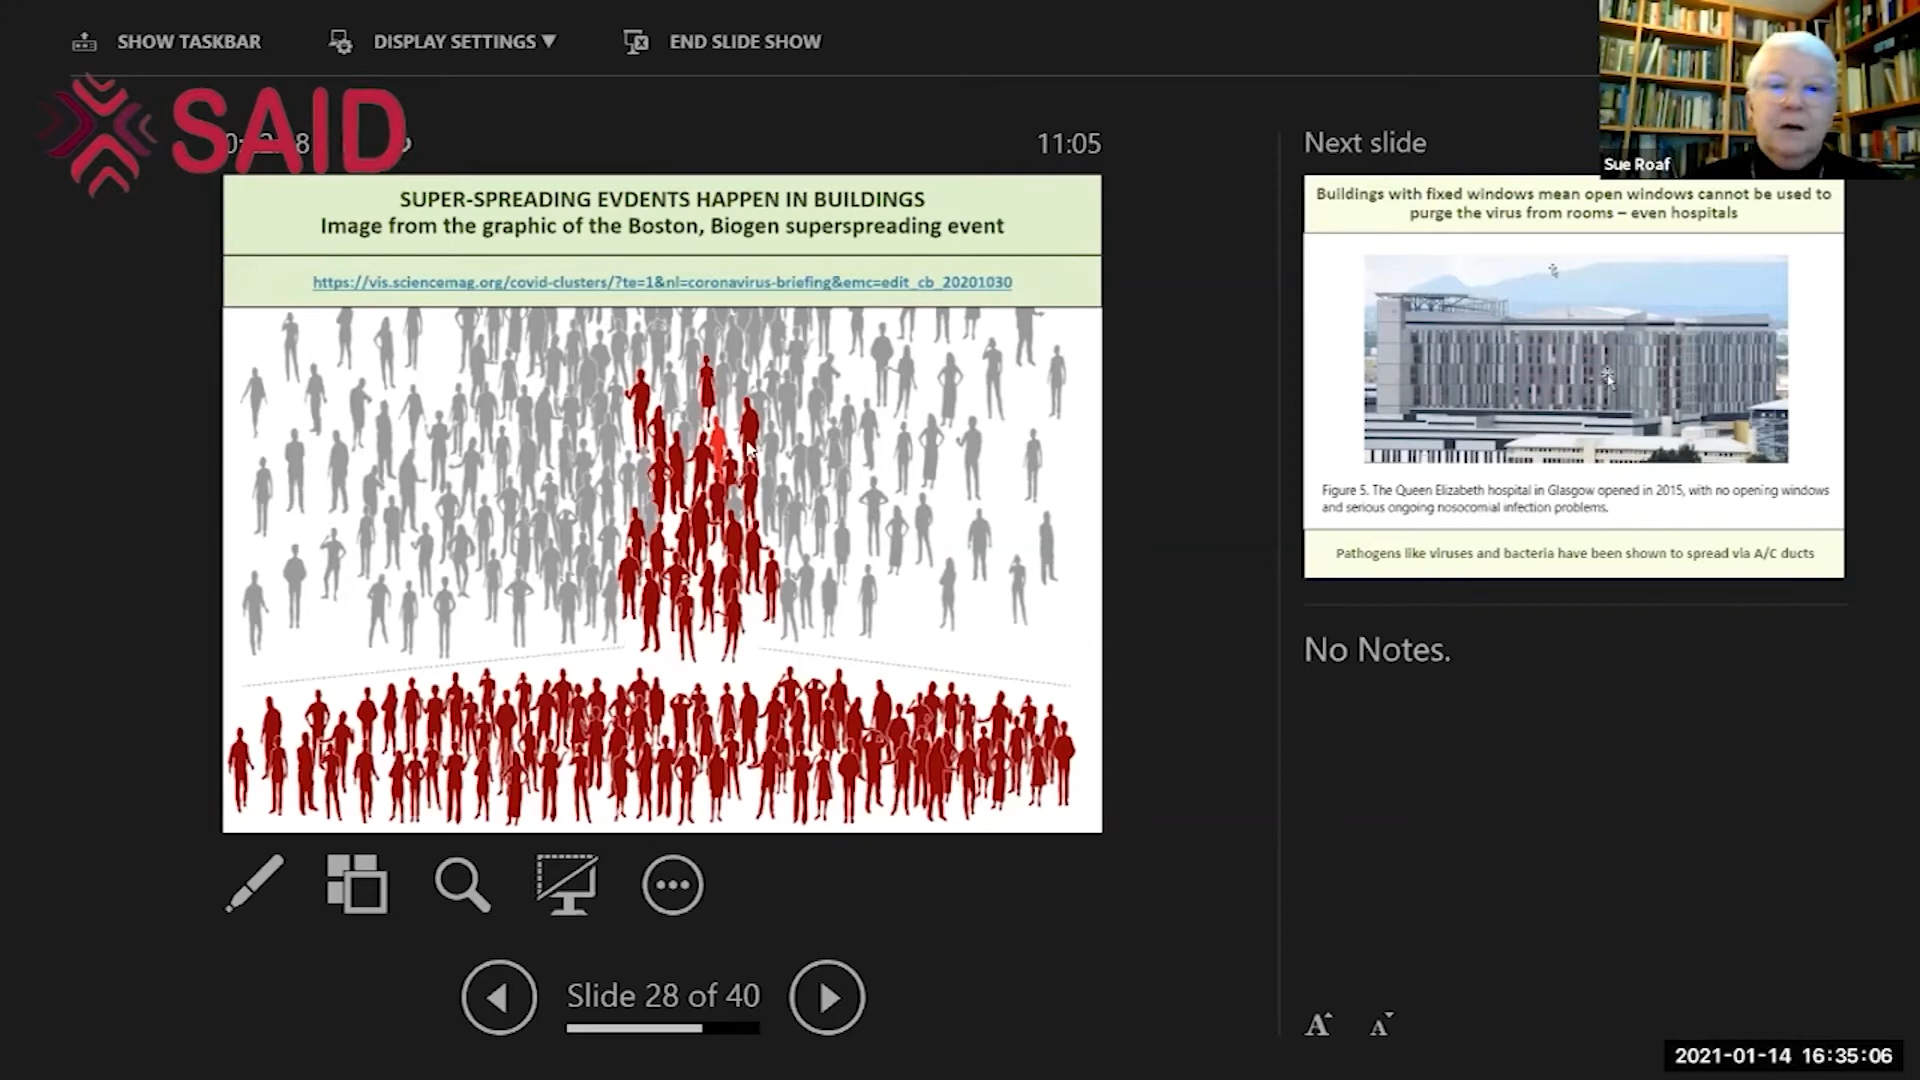 SHOW TASKBAR
DISPLAY SETTINGS
END SLIDE SHOW
SAID
11:05
Next slide
Sue Roaf
SUPER-SPREADING EVDENTS HAPPEN IN BUILDINGS
Image from the graphic of the Boston, Biogen superspreading event
https://vis.sciencemag.org/covid-clusters/?te=1&nl=coronavirus-briefing&emc=edit_cb_20201030
Buildings with fixed windows mean open windows cannot be used to
purge the virus from rooms – even hospitals
Figure 5. The Queen Elizabeth hospital in Glasgow opened in 2015, with no opening windows
and serious ongoing nosocomial infection problems.
Pathogens like viruses and bacteria have been shown to spread via A/C ducts
No Notes.
Slide 28 of 40
A A
2021-01-14 16:35:06